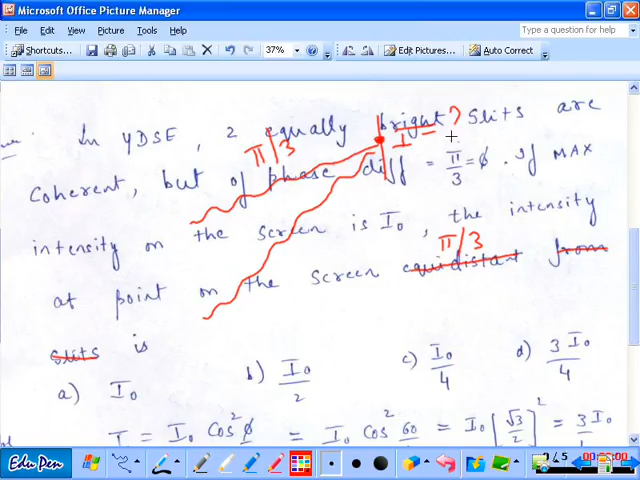 Microsoft Office Picture Manager
File Edit View Picture Tools Help
Type a question for help
Shortcuts... 37% Edit Pictures... Auto Correct
In YDSE, 2 equally bright Slits are
π/3 I = ?
Coherent, but of phase diff = π/3 = ϕ. If MAX
intensity on the screen is I₀, the intensity
π/3
at point on the screen equidistant from
Slits is
a) I₀ b) I₀/2 c) I₀/4 d) 3I₀/4
I = I₀ Cos² ϕ = I₀ Cos² 60 = I₀ [√3/2]² = 3I₀
Edu Pen